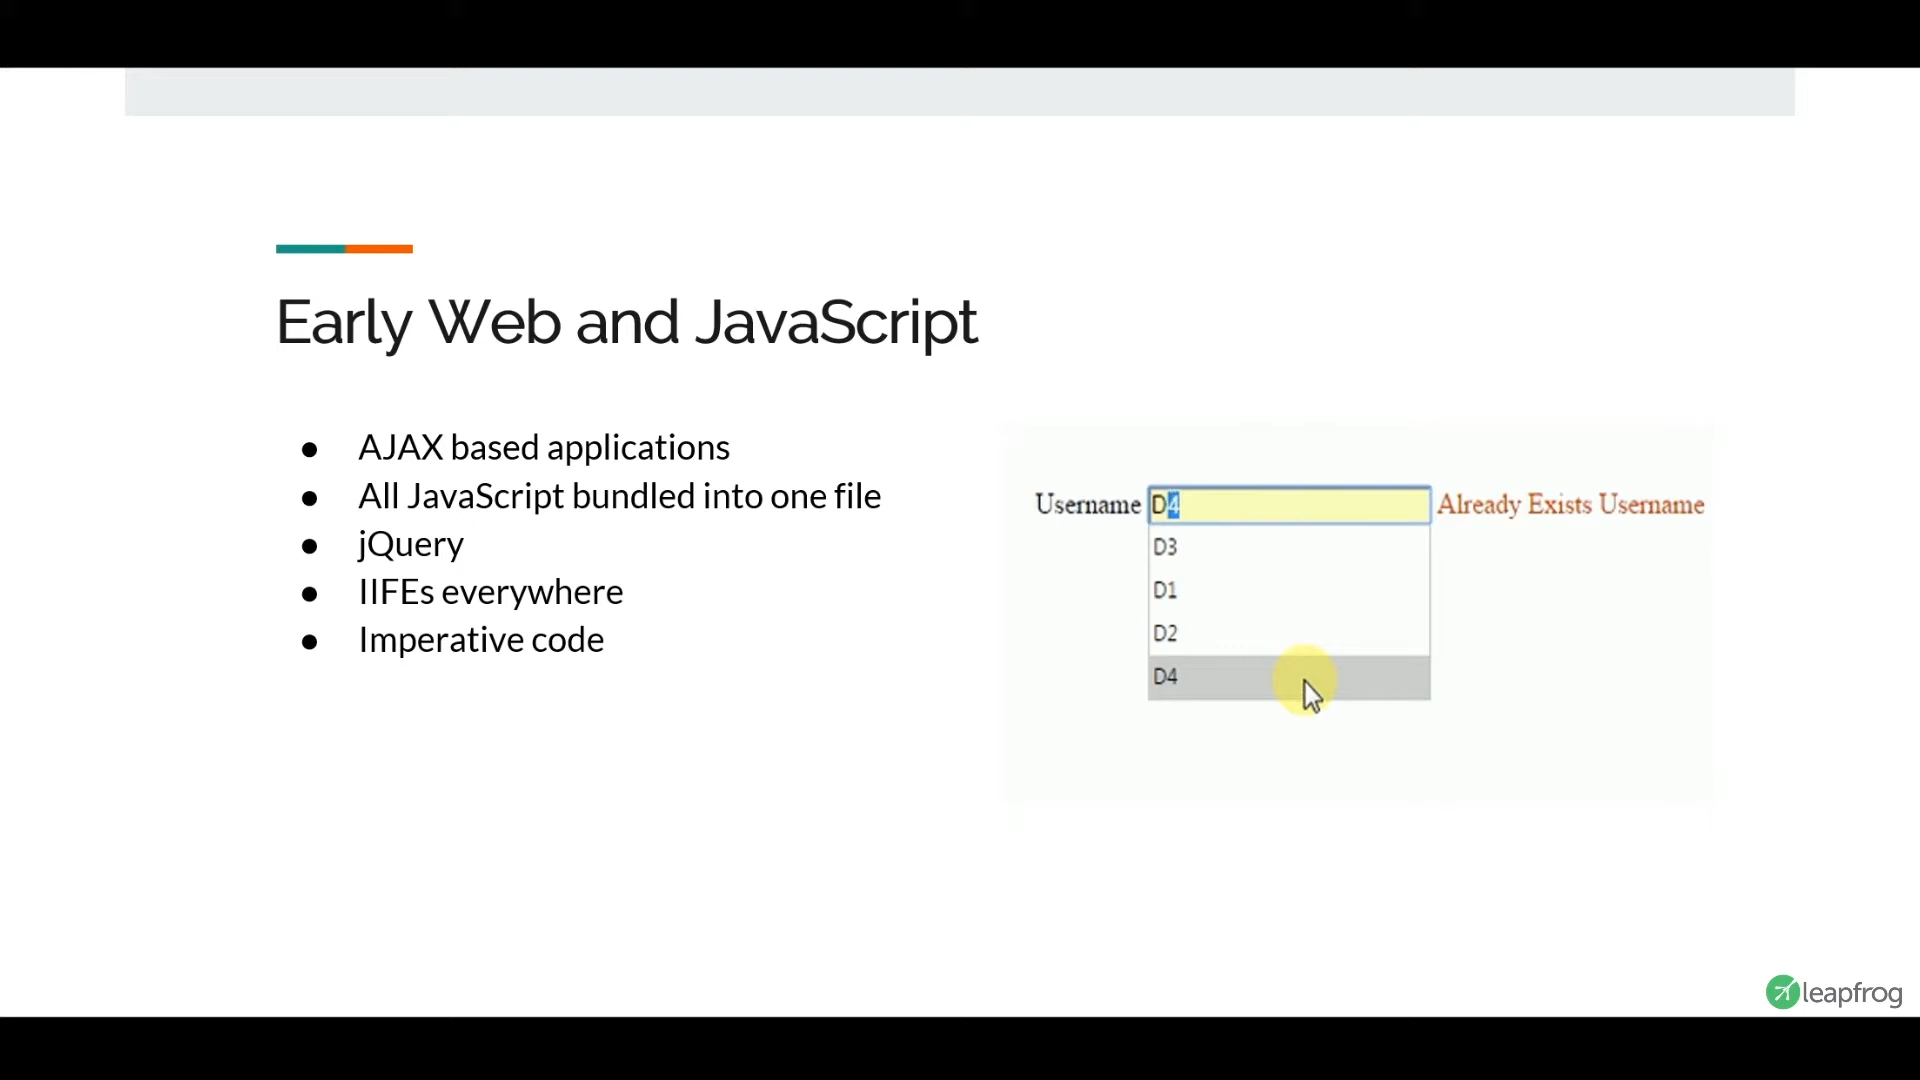 Early Web and JavaScript
● AJAX based applications
● All JavaScript bundled into one file
● jQuery
● IIFEs everywhere
● Imperative code
Username D4 Already Exists Username
D3
D1
D2
D4
leapfrog